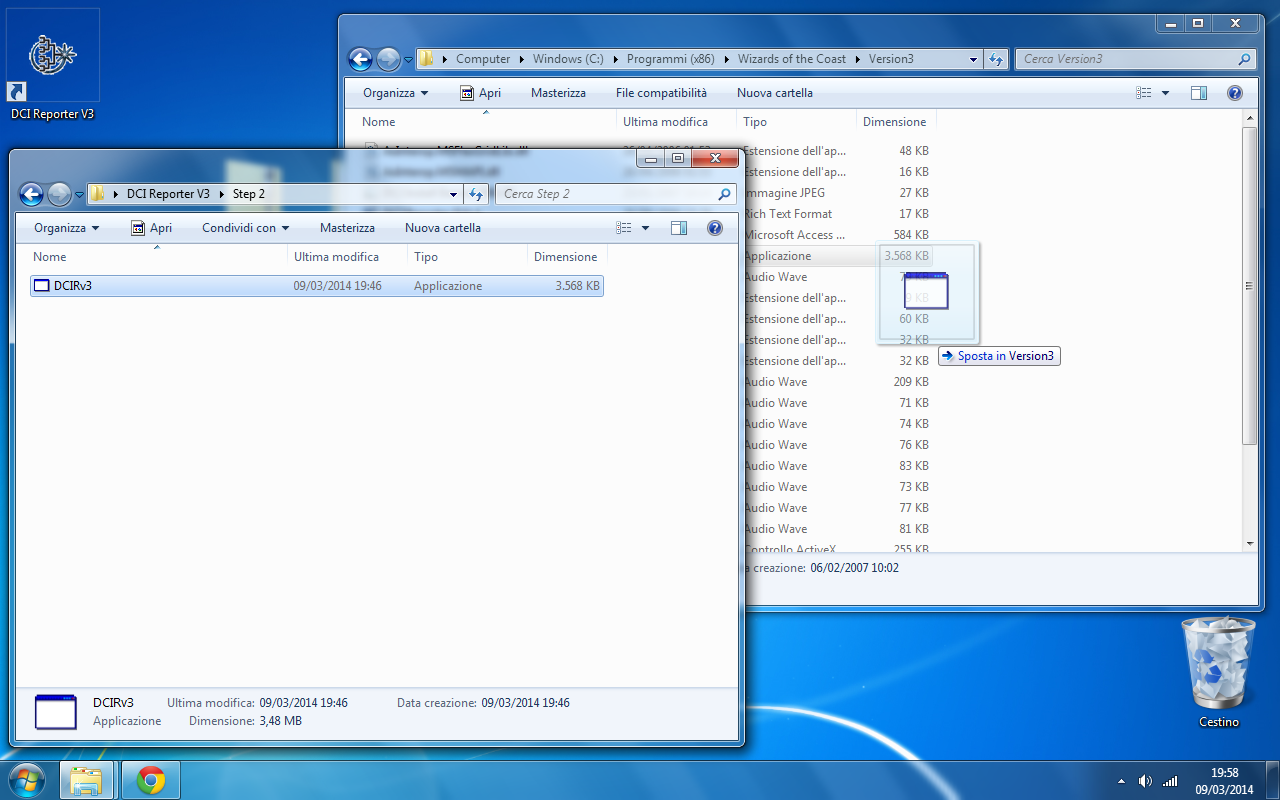 DCI Reporter V3
Computer Windows (C:) Programmi (x86) Wizards of the Coast Version3
Cerca Version3
Organizza Apri Masterizza File compatibilità Nuova cartella
Nome Ultima modifica Tipo Dimensione
Estensione dell'ap... 48 KB
Estensione dell'ap... 16 KB
Immagine JPEG 27 KB
Rich Text Format 17 KB
Microsoft Access ... 584 KB
Applicazione 3.568 KB
Audio Wave
Estensione dell'ap... KB
Estensione dell'ap... 60 KB
Estensione dell'ap... 32 KB
Estensione dell'ap... 32 KB
Audio Wave 209 KB
Audio Wave 71 KB
Audio Wave 74 KB
Audio Wave 76 KB
Audio Wave 83 KB
Audio Wave 73 KB
Audio Wave 77 KB
Audio Wave 81 KB
Controllo ActiveX 255 KB
creazione: 06/02/2007 10:02
Sposta in Version3
DCI Reporter V3 Step 2
Cerca Step 2
Organizza Apri Condividi con Masterizza Nuova cartella
Nome Ultima modifica Tipo Dimensione
DCIRv3 09/03/2014 19:46 Applicazione 3.568 KB
DCIRv3 Ultima modifica: 09/03/2014 19:46 Data creazione: 09/03/2014 19:46
Applicazione Dimensione: 3,48 MB
Cestino
19:58
09/03/2014